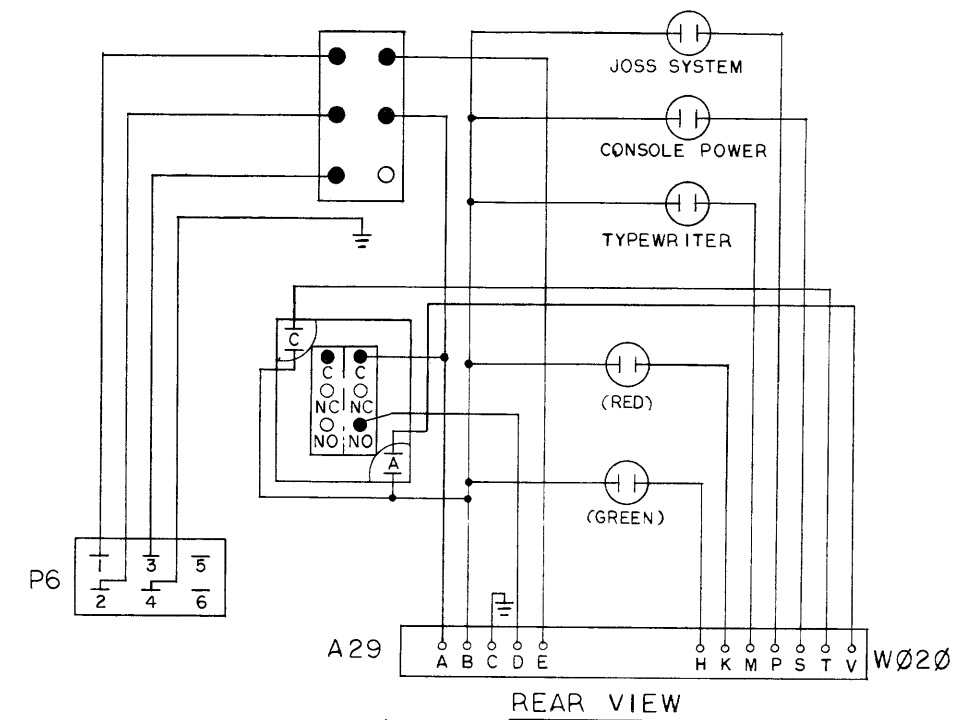 JOSS SYSTEM
CONSOLE POWER
TYPEWRITER
C
C C
NC NC
NO NO
A
(RED)
(GREEN)
P6
1 3 5
2 4 6
A29
A B C D E H K M P S T V
WØ2Ø
REAR VIEW